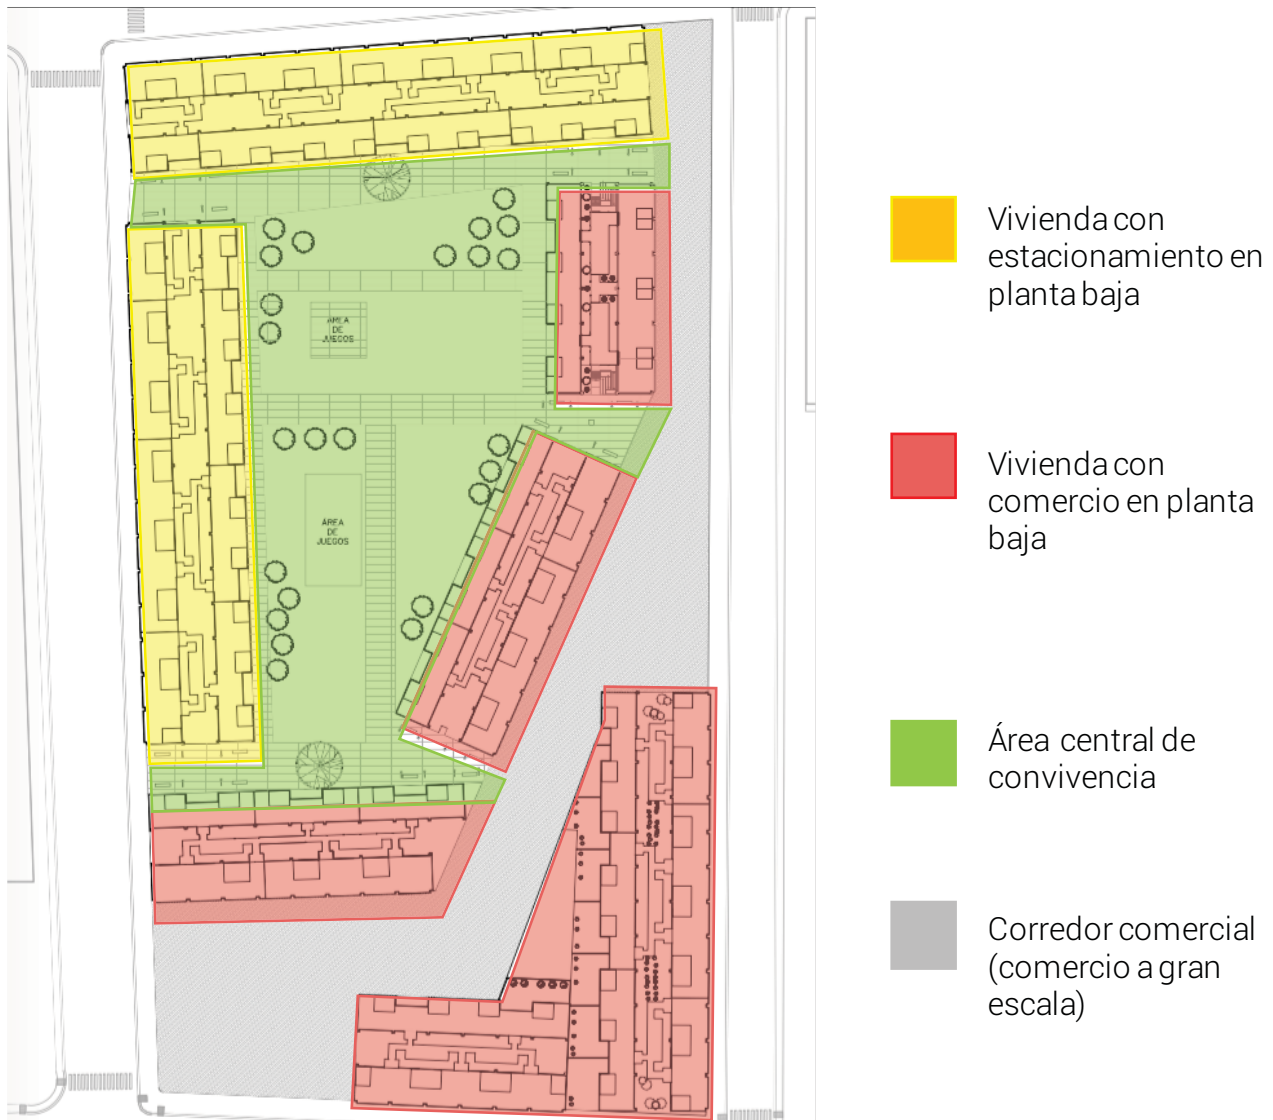 ÁREA
DE
JUEGOS
ÁREA
DE
JUEGOS
Vivienda con
estacionamiento en
planta baja
Vivienda con
comercio en planta
baja
Área central de
convivencia
Corredor comercial
(comercio a gran
escala)